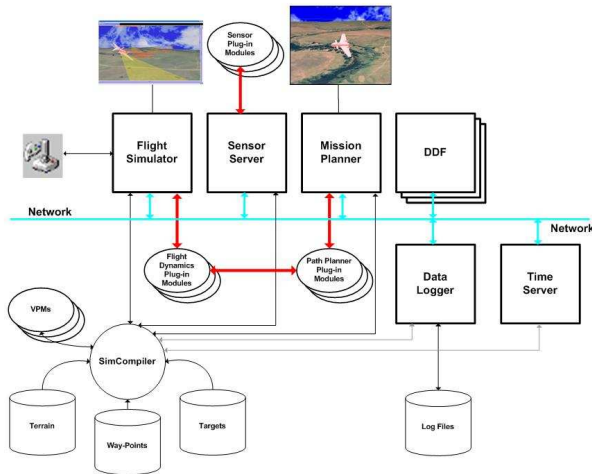 Sensor
Plug-in
Modules
Flight
Simulator
Sensor
Server
Mission
Planner
DDF
Network
Network
Flight
Dynamics
Plug-in
Modules
Path Planner
Plug-in
Modules
Data
Logger
Time
Server
VPMs
SimCompiler
Terrain
Way-Points
Targets
Log Files